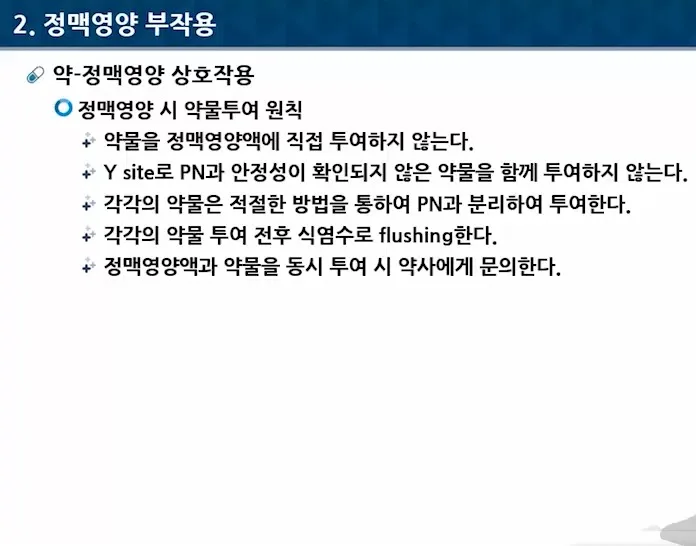 2. 정맥영양 부작용
약-정맥영양 상호작용
정맥영양 시 약물투여 원칙
약물을 정맥영양액에 직접 투여하지 않는다.
Y site로 PN과 안정성이 확인되지 않은 약물을 함께 투여하지 않는다.
각각의 약물은 적절한 방법을 통하여 PN과 분리하여 투여한다.
각각의 약물 투여 전후 식염수로 flushing한다.
정맥영양액과 약물을 동시 투여 시 약사에게 문의한다.